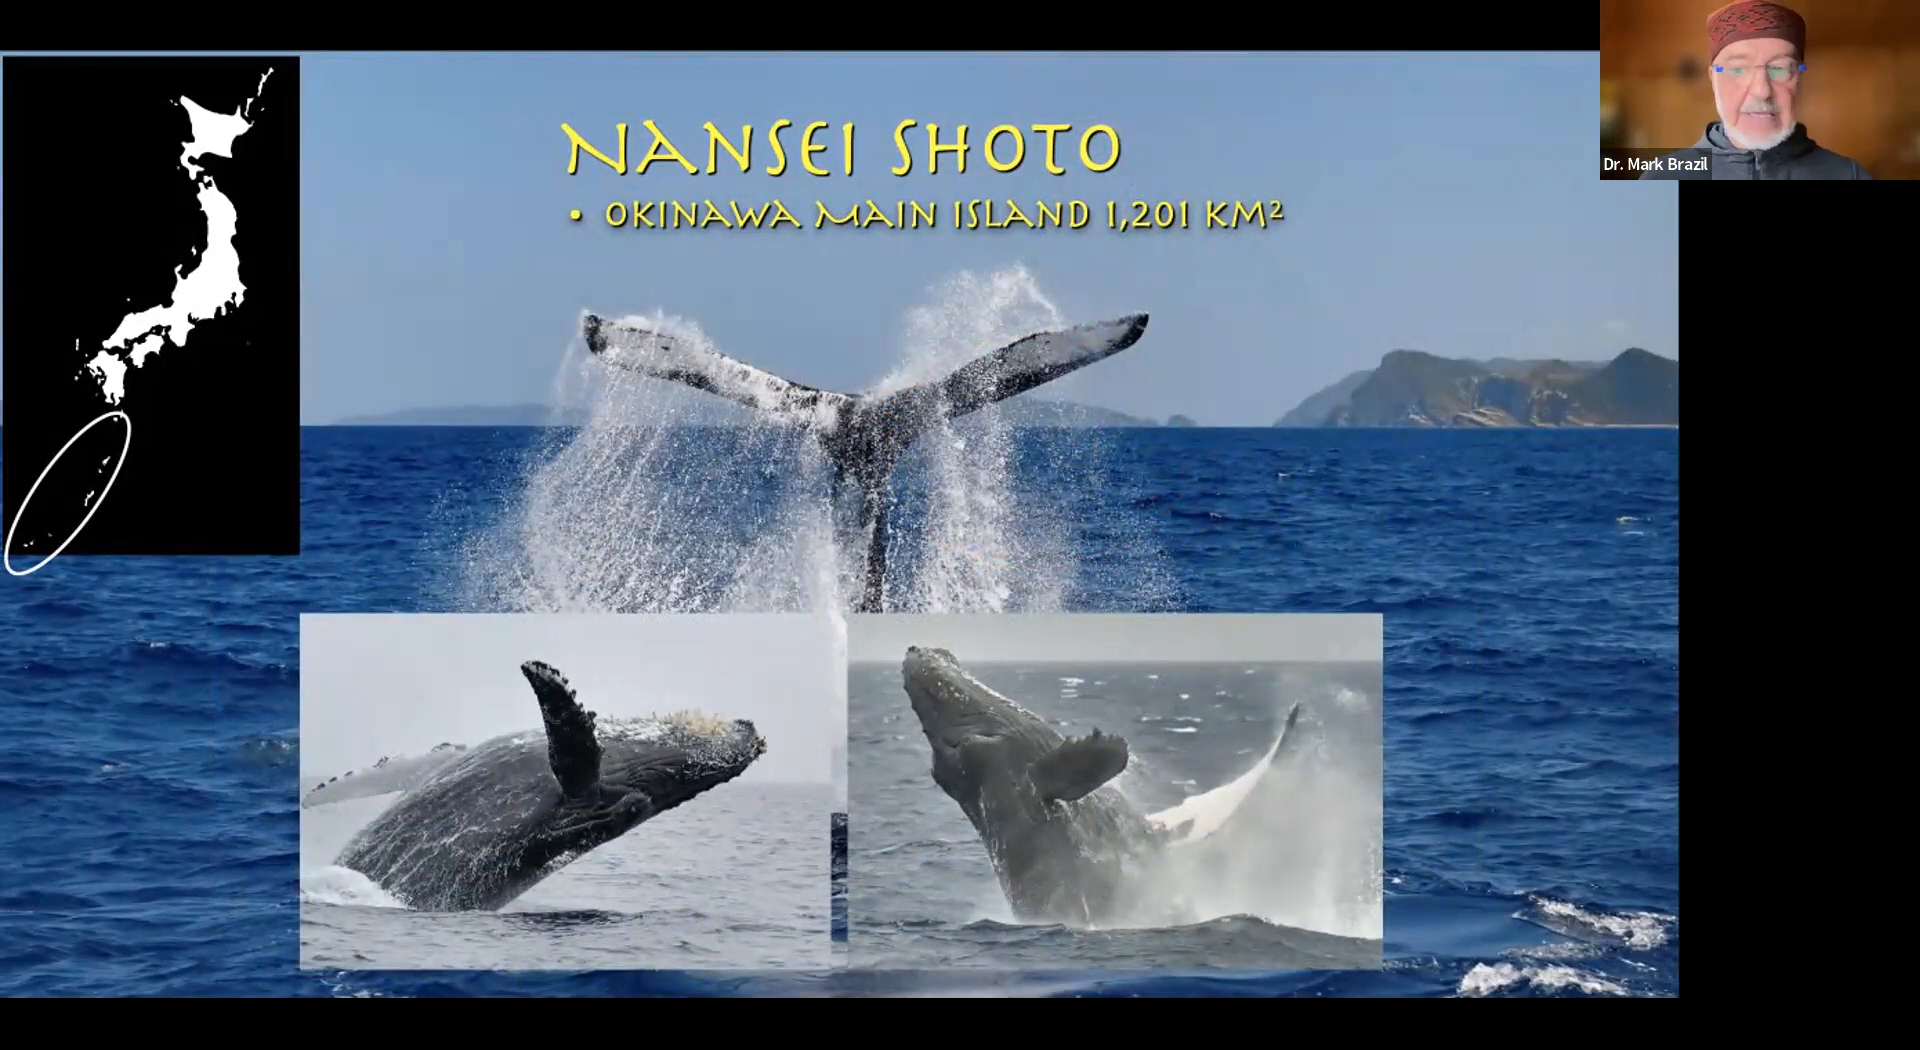 NANSEI SHOTO
• OKINAWA MAIN ISLAND 1,201 KM²
Dr. Mark Brazil